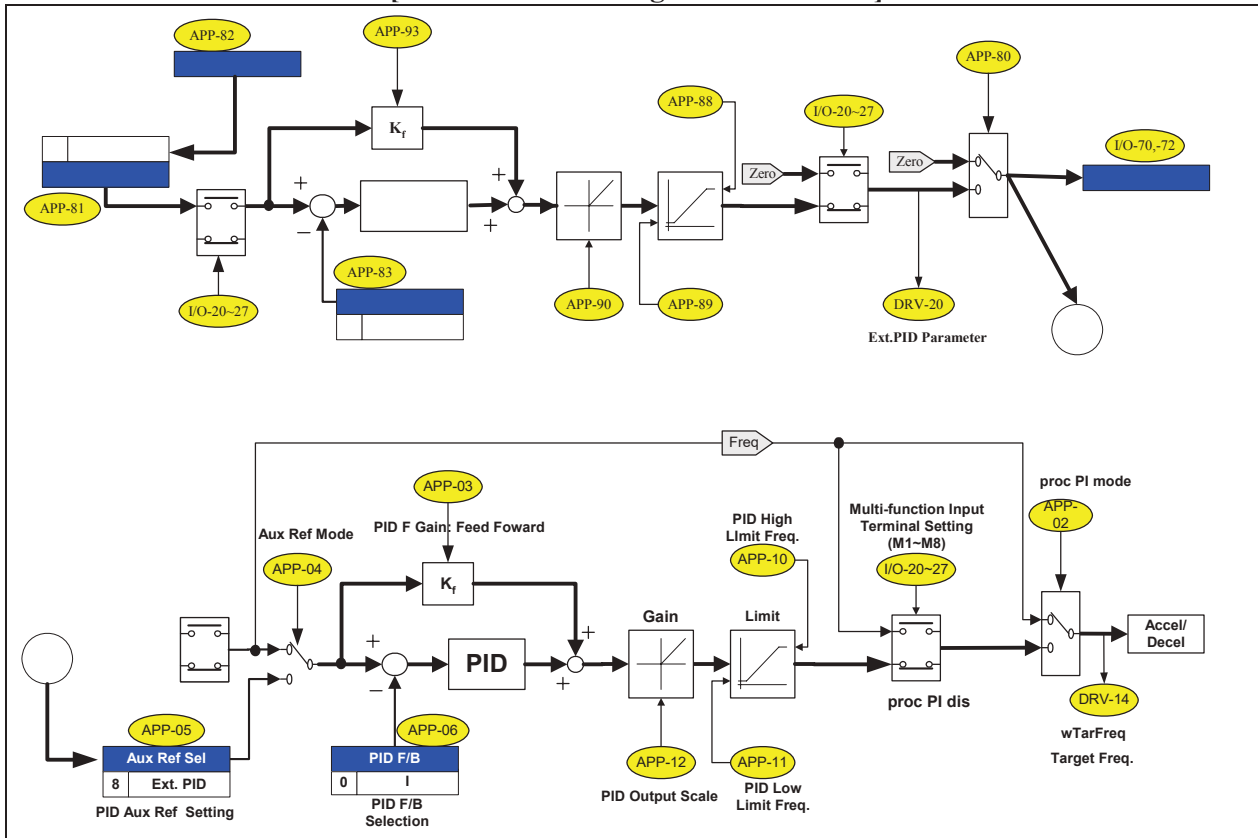 APP-82
APP-93
APP-80
APP-88
I/O-20~27
Kf
Zero
Zero
I/O-70,-72
APP-81
+
+
−
+
APP-83
I/O-20~27
APP-90
APP-89
DRV-20
Ext.PID Parameter
Freq
proc PI mode
APP-03
APP-02
PID F Gain: Feed Foward
PID High
LImit Freq.
Multi-function Input
Terminal Setting
(M1~M8)
Aux Ref Mode
APP-04
APP-10
I/O-20~27
Kf
Gain
Limit
Accel/
Decel
+
+
PID
−
+
proc PI dis
APP-05
APP-06
DRV-14
Aux Ref Sel
PID F/B
wTarFreq
8 Ext. PID
0 I
APP-12
APP-11
Target Freq.
PID Aux Ref Setting
PID F/B
Selection
PID Output Scale
PID Low
Limit Freq.